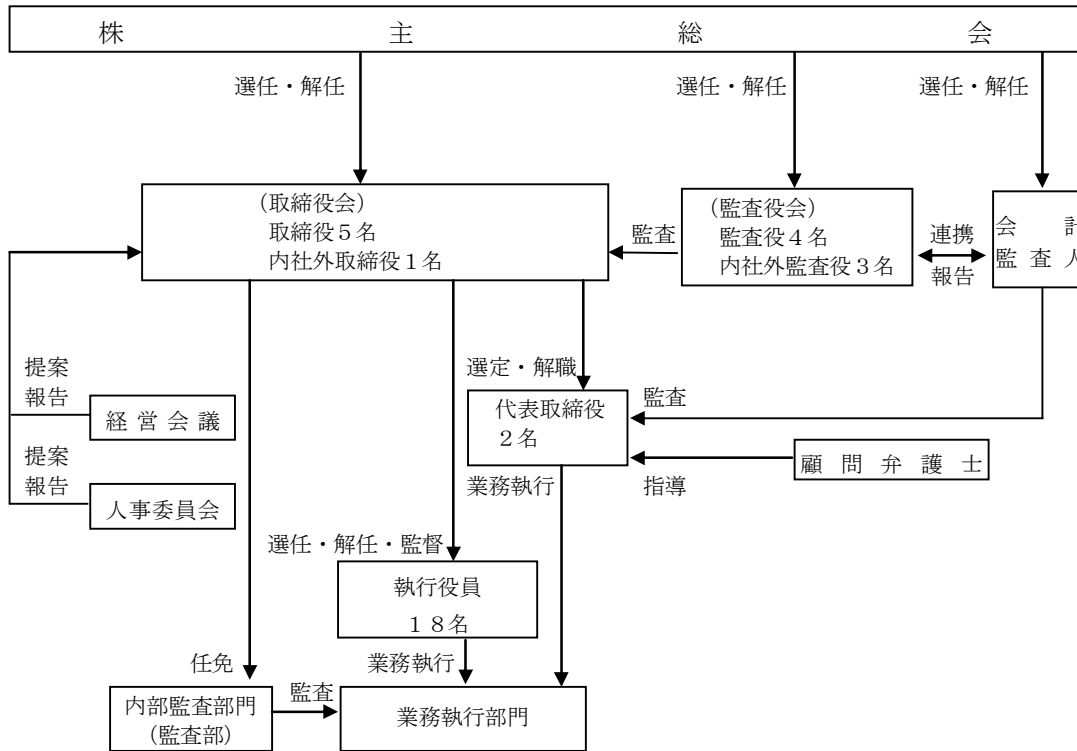 株主総会
選任・解任
選任・解任
選任・解任
(取締役会)
取締役5名
内社外取締役1名
監査
(監査役会)
監査役4名
内社外監査役3名
連携
報告
会計
監査人
提案
報告
経営会議
提案
報告
人事委員会
選定・解職
代表取締役
2名
監査
顧問弁護士
指導
業務執行
選任・解任・監督
執行役員
18名
業務執行
任免
内部監査部門
(監査部)
監査
業務執行部門